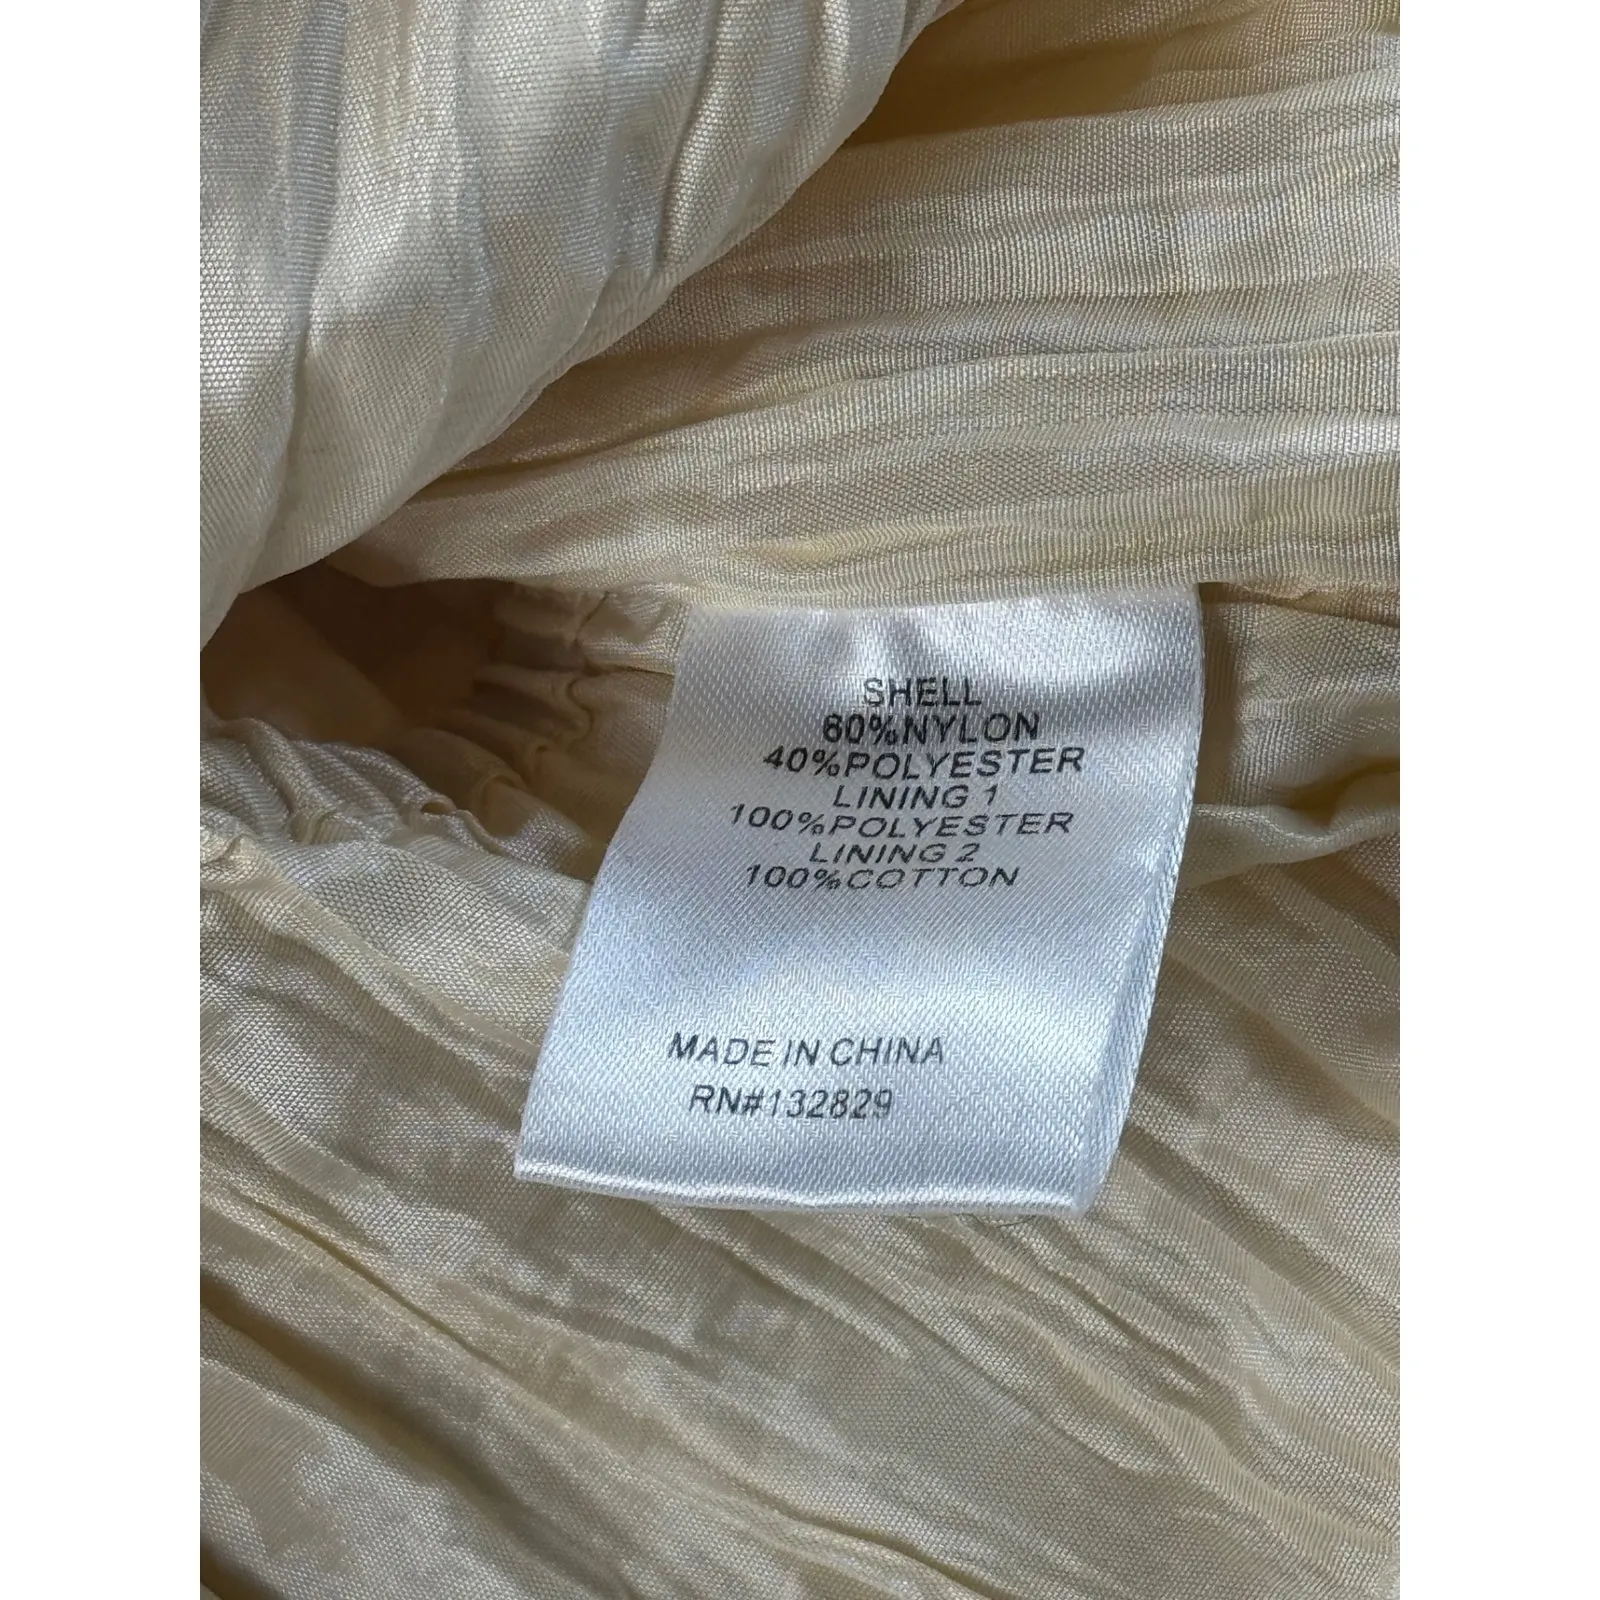 SHELL
60%NYLON
40%POLYESTER
LINING 1
100%POLYESTER
LINING 2
100%COTTON
MADE IN CHINA
RN#132829